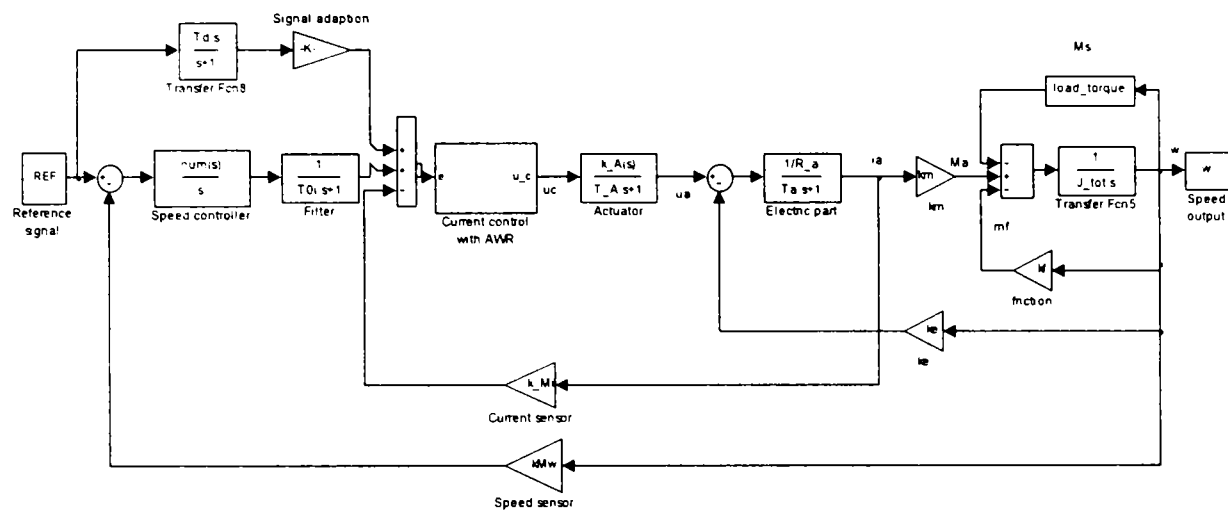 Signal adaption
Ms
Td s
s+1
Transfer Fcn8
-K-
load_torque
REF
Reference
signal
num(s)
s
Speed controller
1
T0i s+1
Filter
e
u_c
Current control
with AWR
uc
k_A(s)
T_A s+1
Actuator
ua
1/R_a
Ta s+1
Electric part
ia
km
km
Ma
mf
1
J_tot s
Transfer Fcn5
w
w
Speed
output
kf
friction
ke
ke
k_Mi
Current sensor
kMw
Speed sensor